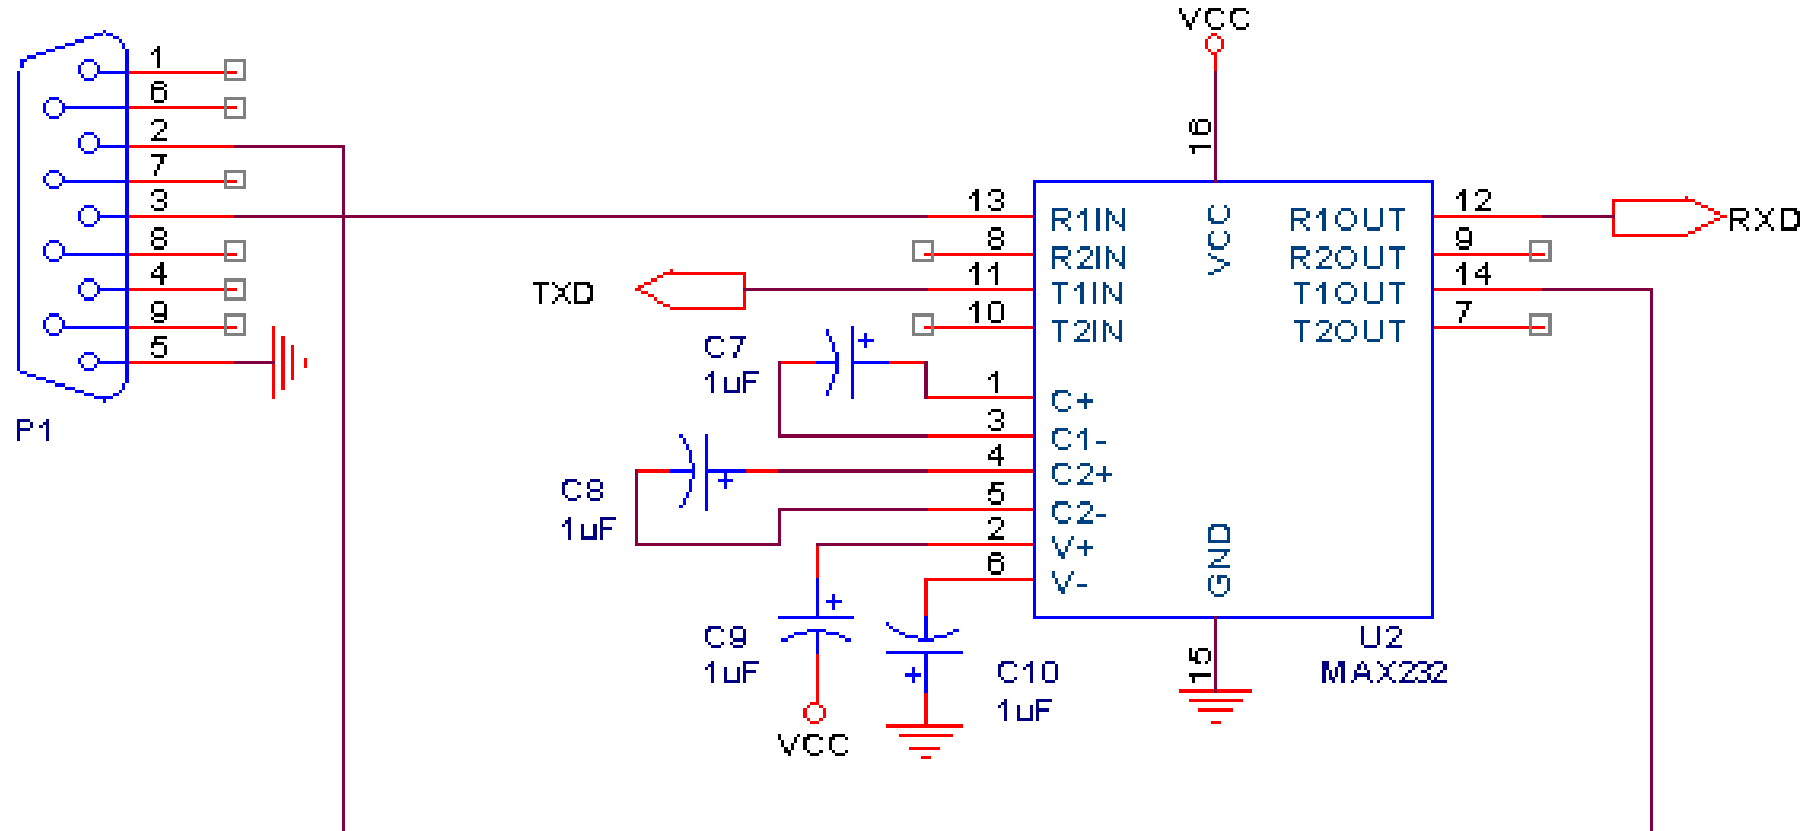 VCC
1
6
2
7
3
8
4
9
5
P1
16
13
8
11
10
1
3
4
5
2
6
R1IN
R2IN
T1IN
T2IN
C+
C1-
C2+
C2-
V+
V-
VCC
GND
R1OUT
R2OUT
T1OUT
T2OUT
12
9
14
7
RXD
TXD
C7
1uF
C8
1uF
C9
1uF
VCC
C10
1uF
15
U2
MAX232